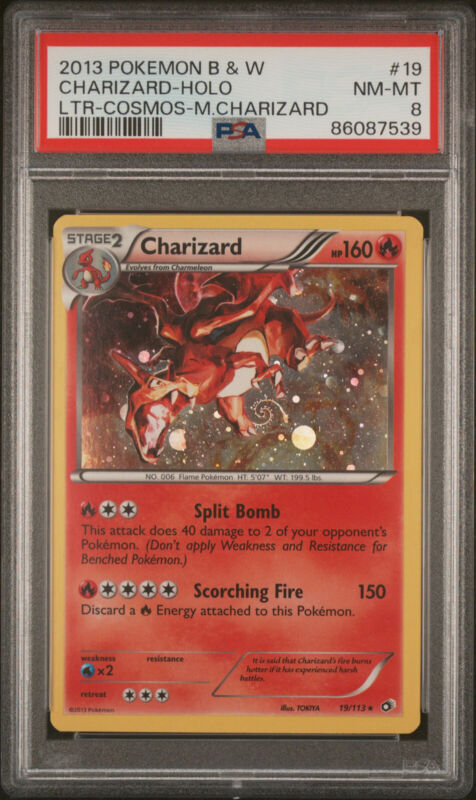 2013 POKEMON B & W #19
CHARIZARD-HOLO NM-MT
LTR-COSMOS-M.CHARIZARD 8
PSA 86087539
STAGE2 Charizard HP160
Evolves from Charmeleon
NO. 006 Flame Pokémon HT: 5'07" WT: 199.5 lbs.
Split Bomb
This attack does 40 damage to 2 of your opponent's
Pokémon. (Don't apply Weakness and Resistance for
Benched Pokémon.)
Scorching Fire 150
Discard a Energy attached to this Pokémon.
weakness resistance
×2
retreat
It is said that Charizard's fire burns
hotter if it has experienced harsh
battles.
©2013 Pokémon Illus. TOKIYA 19/113 ★
PSA